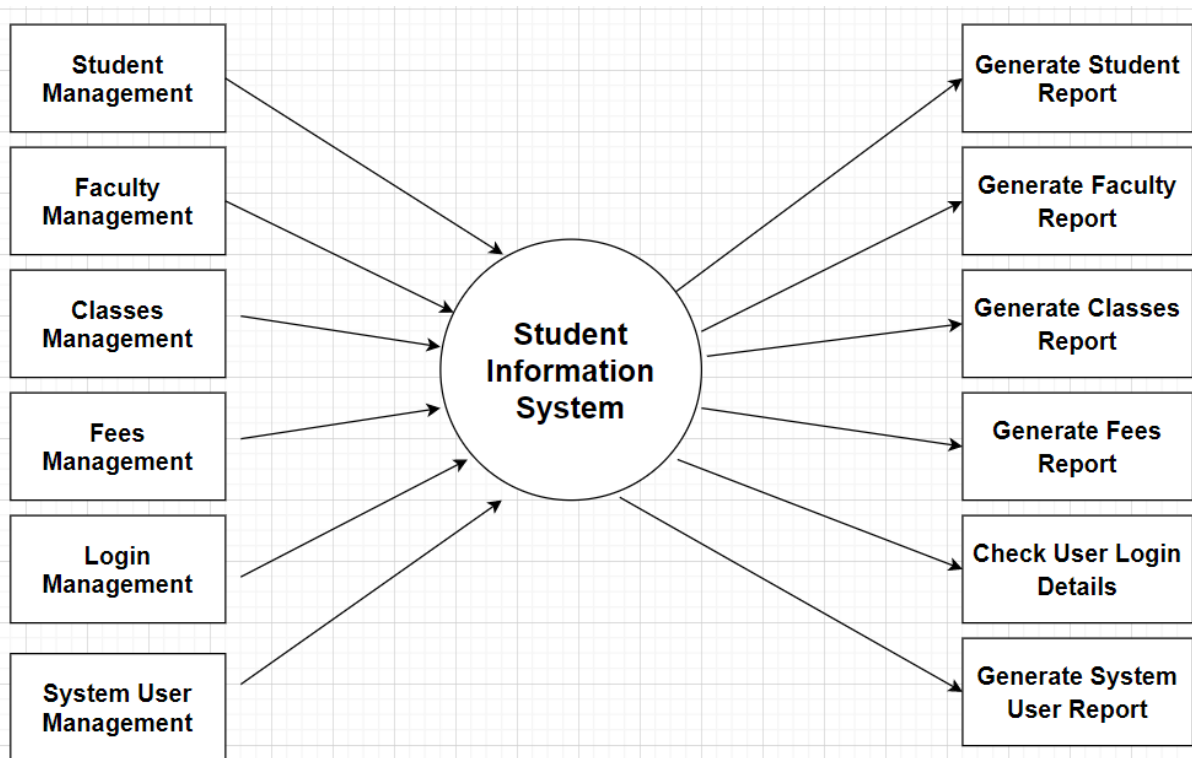 Student
Management
Faculty
Management
Classes
Management
Fees
Management
Login
Management
System User
Management
Student
Information
System
Generate Student
Report
Generate Faculty
Report
Generate Classes
Report
Generate Fees
Report
Check User Login
Details
Generate System
User Report